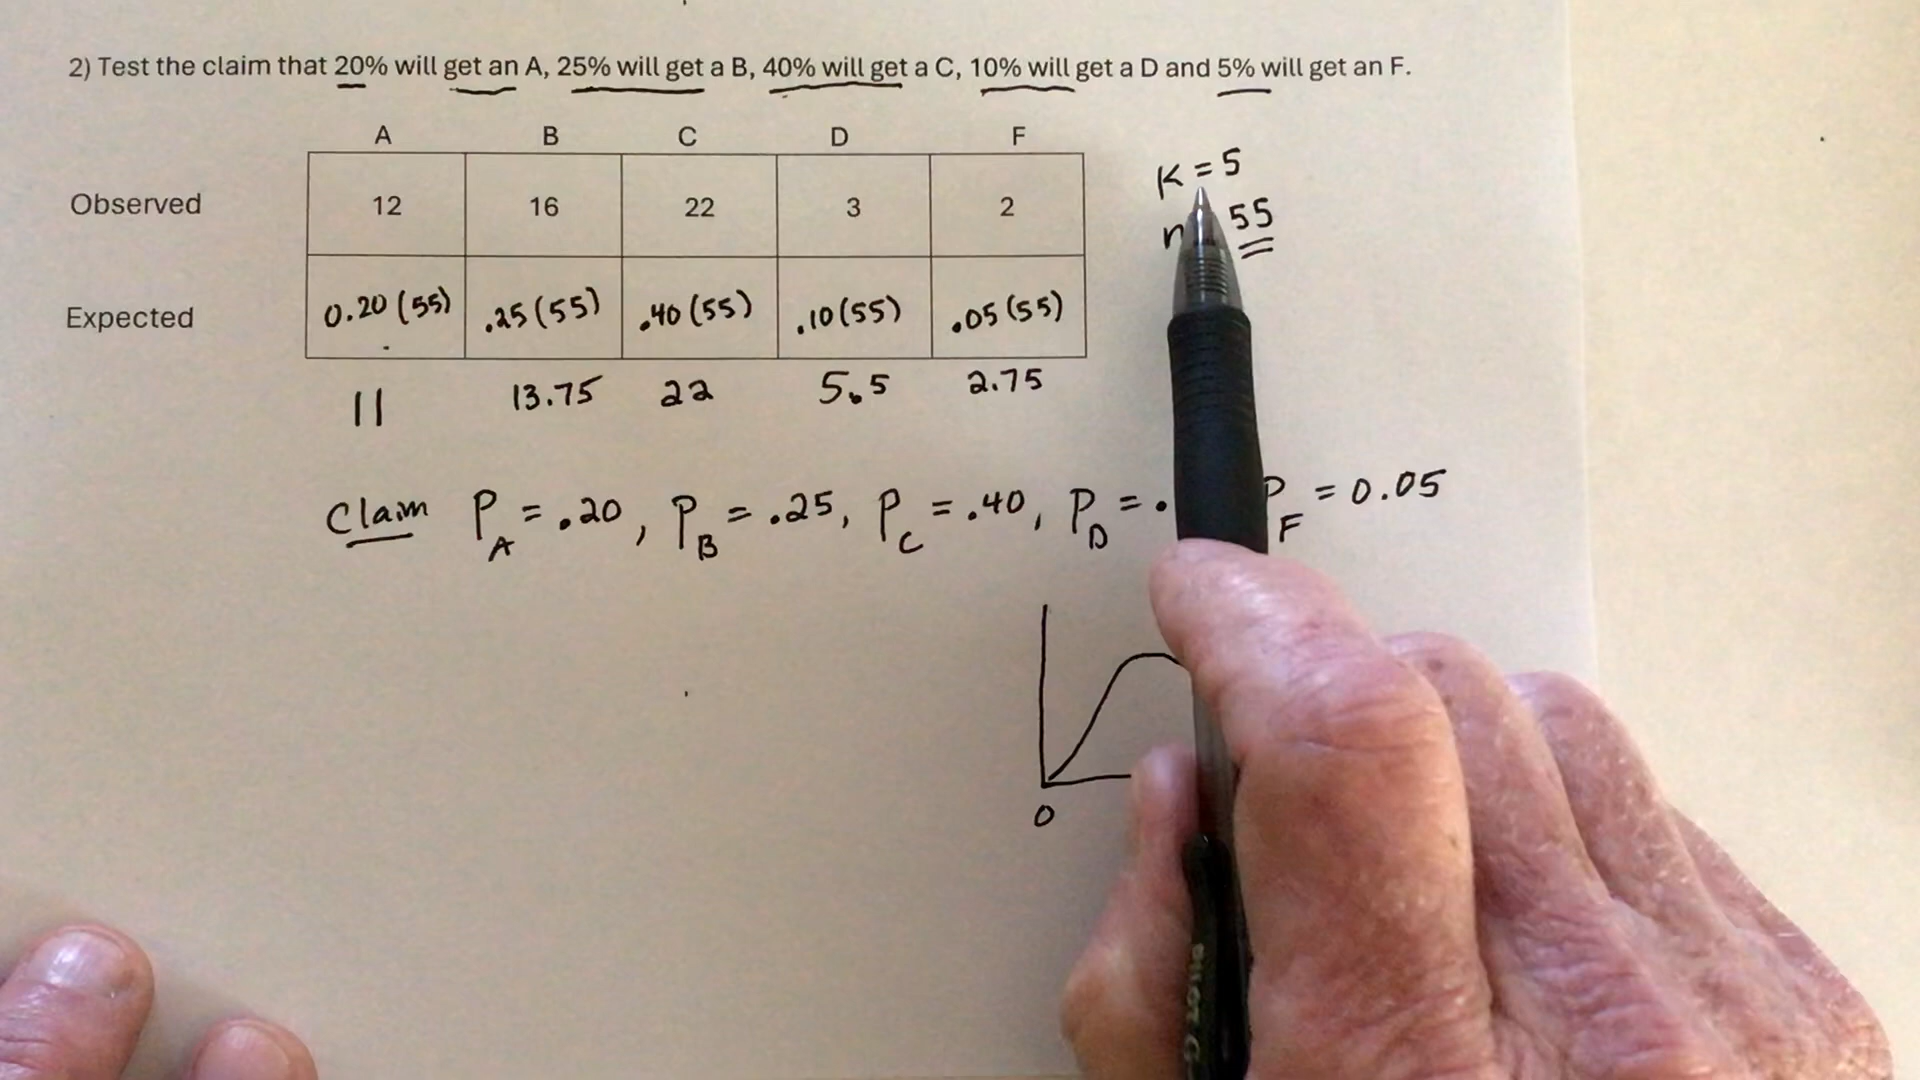 2) Test the claim that 20% will get an A, 25% will get a B, 40% will get a C, 10% will get a D and 5% will get an F.
A B C D F
Observed 12 16 22 3 2
K = 5
n 55
Expected 0.20 (55) .25 (55) .40 (55) .10 (55) .05 (55)
11 13.75 22 5.5 2.75
Claim P_A = .20, P_B = .25, P_C = .40, P_D = . P_F = 0.05
0